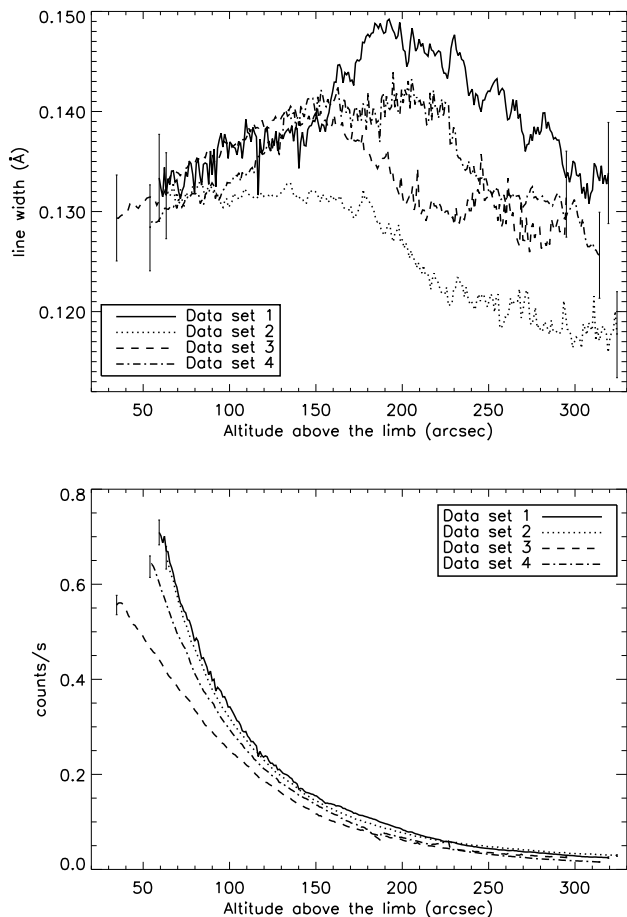 0.150
0.140
0.130
0.120
line width (Å)
Data set 1
Data set 2
Data set 3
Data set 4
50 100 150 200 250 300
Altitude above the limb (arcsec)
0.8
0.6
0.4
0.2
0.0
counts/s
Data set 1
Data set 2
Data set 3
Data set 4
50 100 150 200 250 300
Altitude above the limb (arcsec)